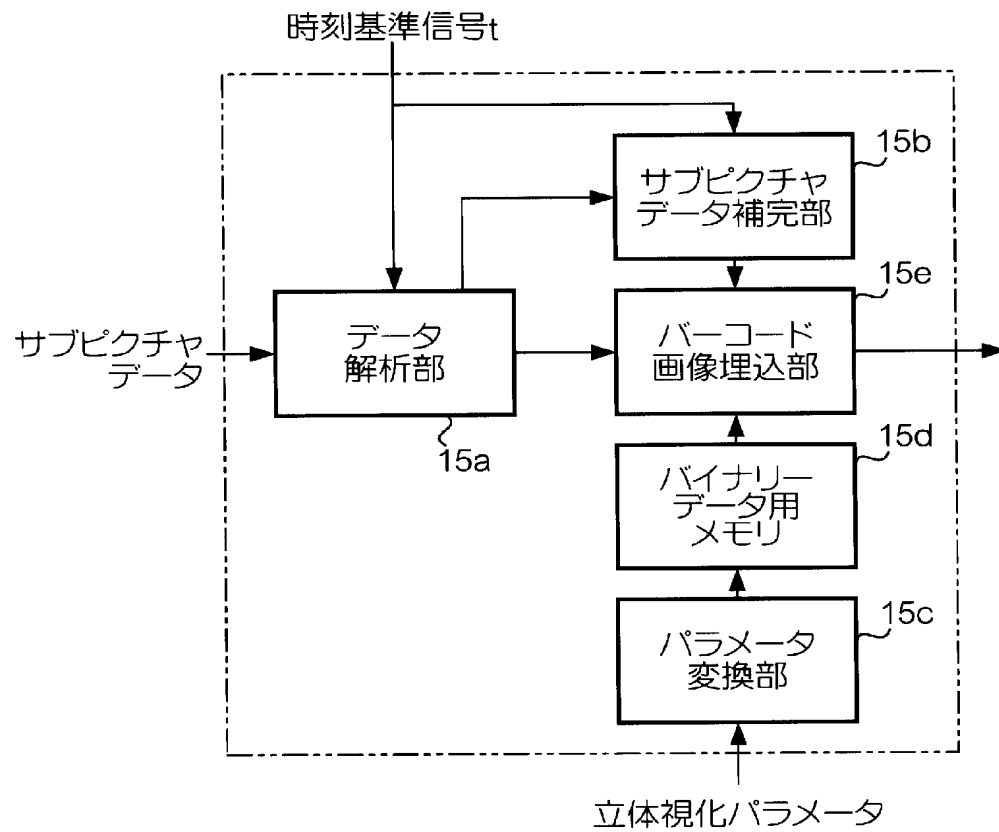 時刻基準信号t
15b
サブピクチャ
データ補完部
15e
サブピクチャ
データ
データ
解析部
バーコード
画像埋込部
15a
15d
バイナリー
データ用
メモリ
15c
パラメータ
変換部
立体視化パラメータ